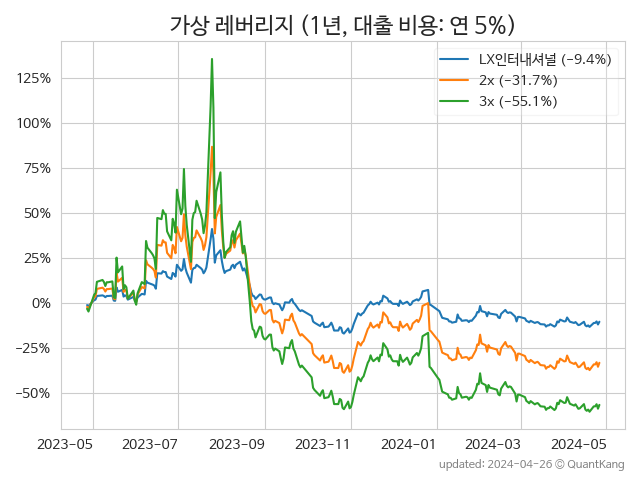 가상 레버리지 (1년, 대출 비용: 연 5%)
LX인터내셔널 (−9.4%)
2x (−31.7%)
3x (−55.1%)
125%
100%
75%
50%
25%
0%
−25%
−50%
2023-05 2023-07 2023-09 2023-11 2024-01 2024-03 2024-05
updated: 2024-04-26 © QuantKang